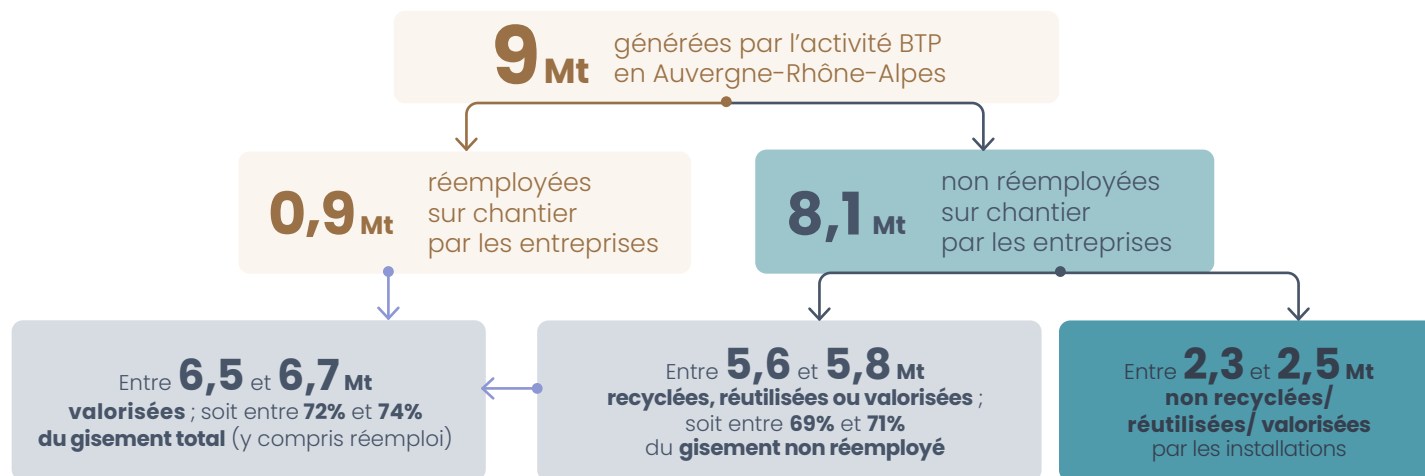 9 Mt générées par l’activité BTP
en Auvergne-Rhône-Alpes
0,9 Mt
réemployées
sur chantier
par les entreprises
8,1 Mt
non réemployées
sur chantier
par les entreprises
Entre 6,5 et 6,7 Mt
valorisées ; soit entre 72% et 74%
du gisement total (y compris réemploi)
Entre 5,6 et 5,8 Mt
recyclées, réutilisées ou valorisées ;
soit entre 69% et 71%
du gisement non réemployé
Entre 2,3 et 2,5 Mt
non recyclées/
réutilisées/ valorisées
par les installations